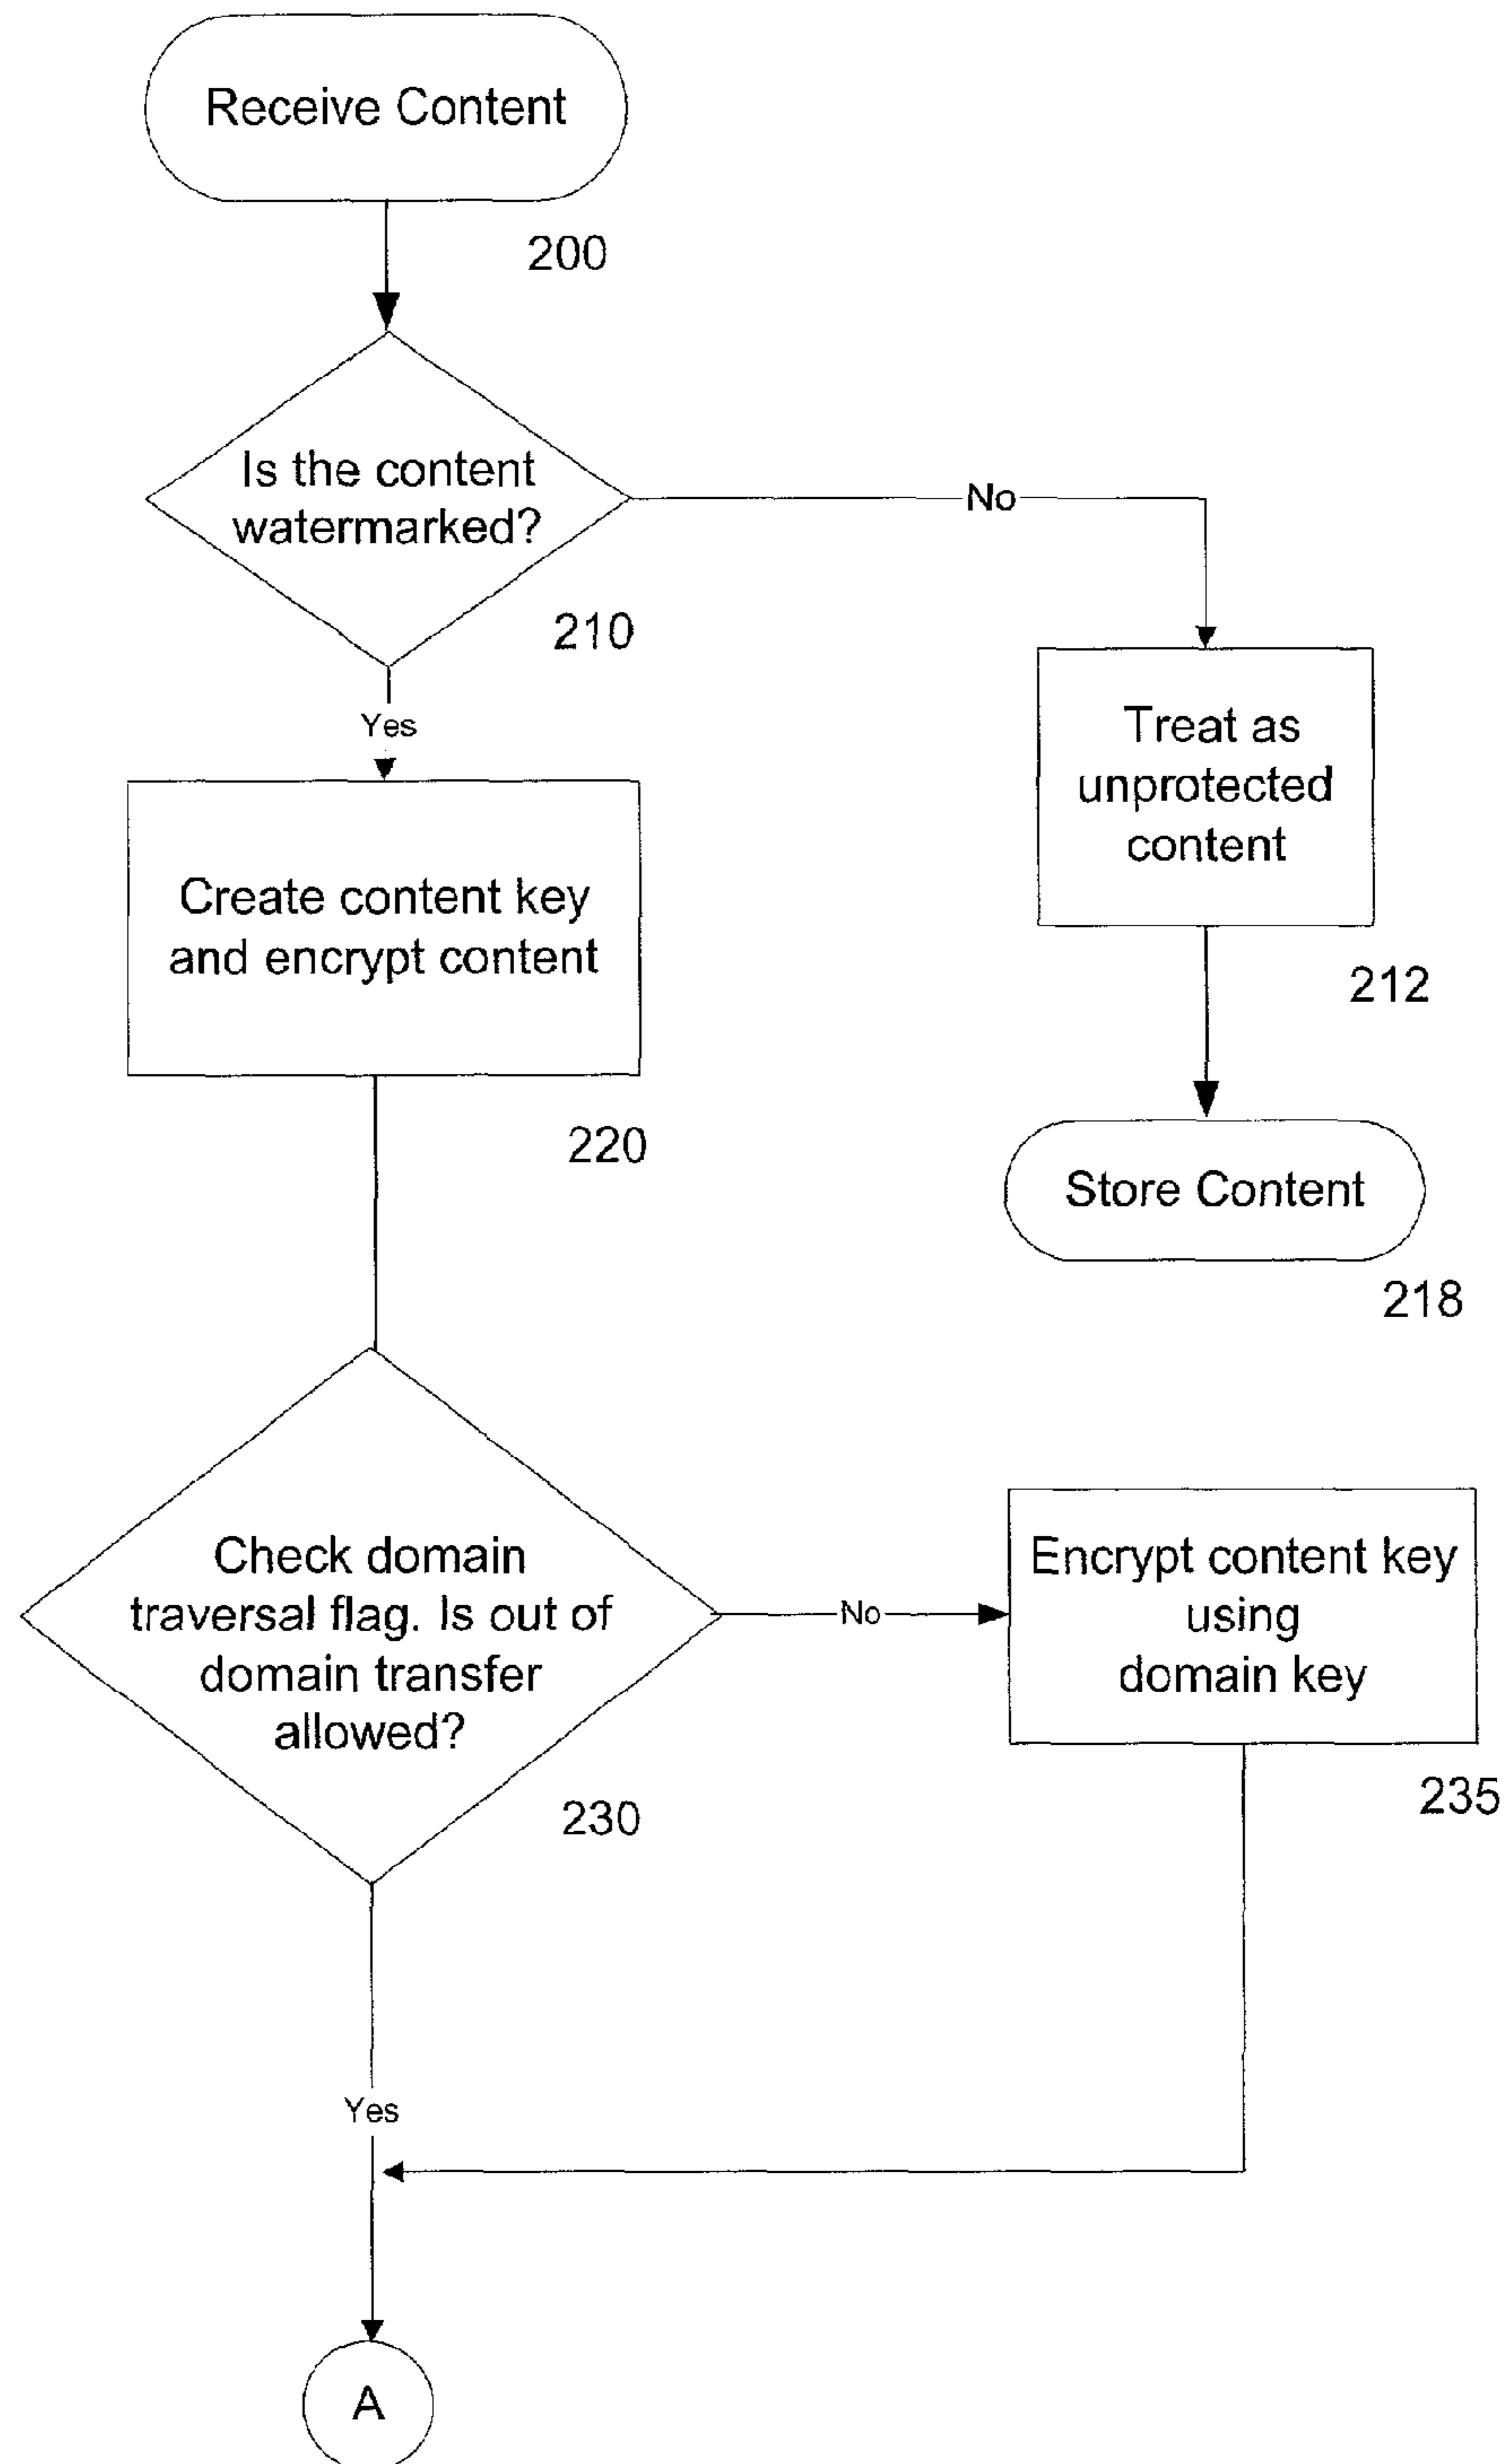 Receive Content
200
Is the content
watermarked?
No
210
Yes
Treat as
unprotected
content
Create content key
and encrypt content
212
220
Store Content
218
Check domain
traversal flag. Is out of
domain transfer
allowed?
No
Encrypt content key
using
domain key
230
235
Yes
A